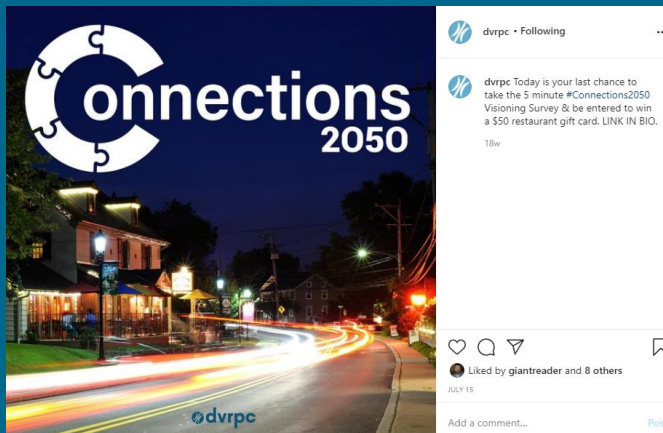 Connections
2050
dvrpc
dvrpc • Following
dvrpc Today is your last chance to
take the 5 minute #Connections2050
Visioning Survey & be entered to win
a $50 restaurant gift card. LINK IN BIO.
18w
Liked by giantreader and 8 others
JULY 15
Add a comment...